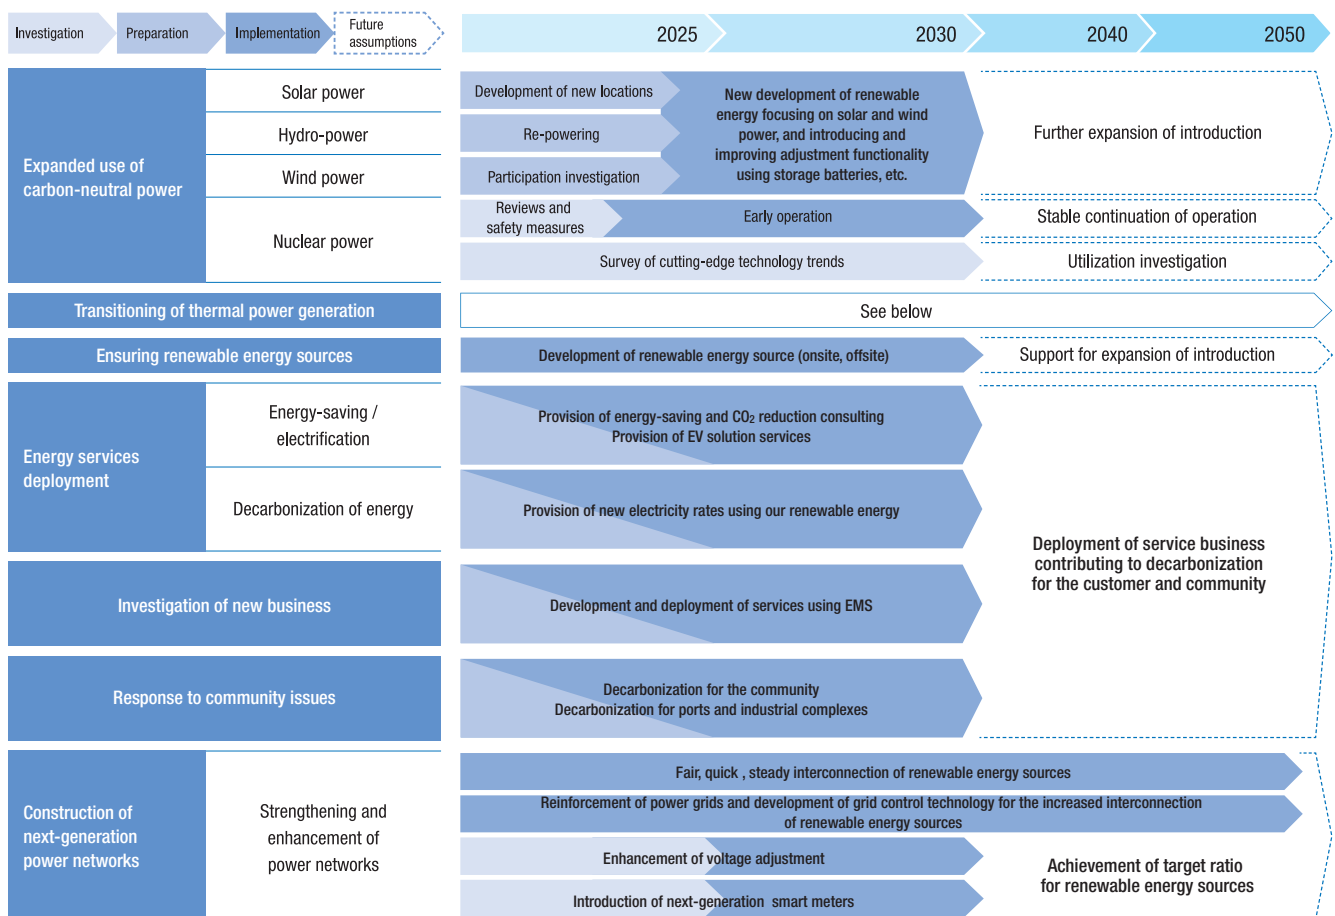 Investigation
Preparation
Implementation
Future
assumptions
2025
2030
2040
2050
Expanded use of
carbon-neutral power
Solar power
Hydro-power
Wind power
Nuclear power
Development of new locations
Re-powering
Participation investigation
New development of renewable
energy focusing on solar and wind
power, and introducing and
improving adjustment functionality
using storage batteries, etc.
Further expansion of introduction
Reviews and
safety measures
Early operation
Stable continuation of operation
Survey of cutting-edge technology trends
Utilization investigation
Transitioning of thermal power generation
See below
Ensuring renewable energy sources
Development of renewable energy source (onsite, offsite)
Support for expansion of introduction
Energy services
deployment
Energy-saving /
electrification
Provision of energy-saving and CO₂ reduction consulting
Provision of EV solution services
Decarbonization of energy
Provision of new electricity rates using our renewable energy
Deployment of service business
contributing to decarbonization
for the customer and community
Investigation of new business
Development and deployment of services using EMS
Response to community issues
Decarbonization for the community
Decarbonization for ports and industrial complexes
Construction of
next-generation
power networks
Strengthening and
enhancement of
power networks
Fair, quick , steady interconnection of renewable energy sources
Reinforcement of power grids and development of grid control technology for the increased interconnection
of renewable energy sources
Enhancement of voltage adjustment
Introduction of next-generation smart meters
Achievement of target ratio
for renewable energy sources